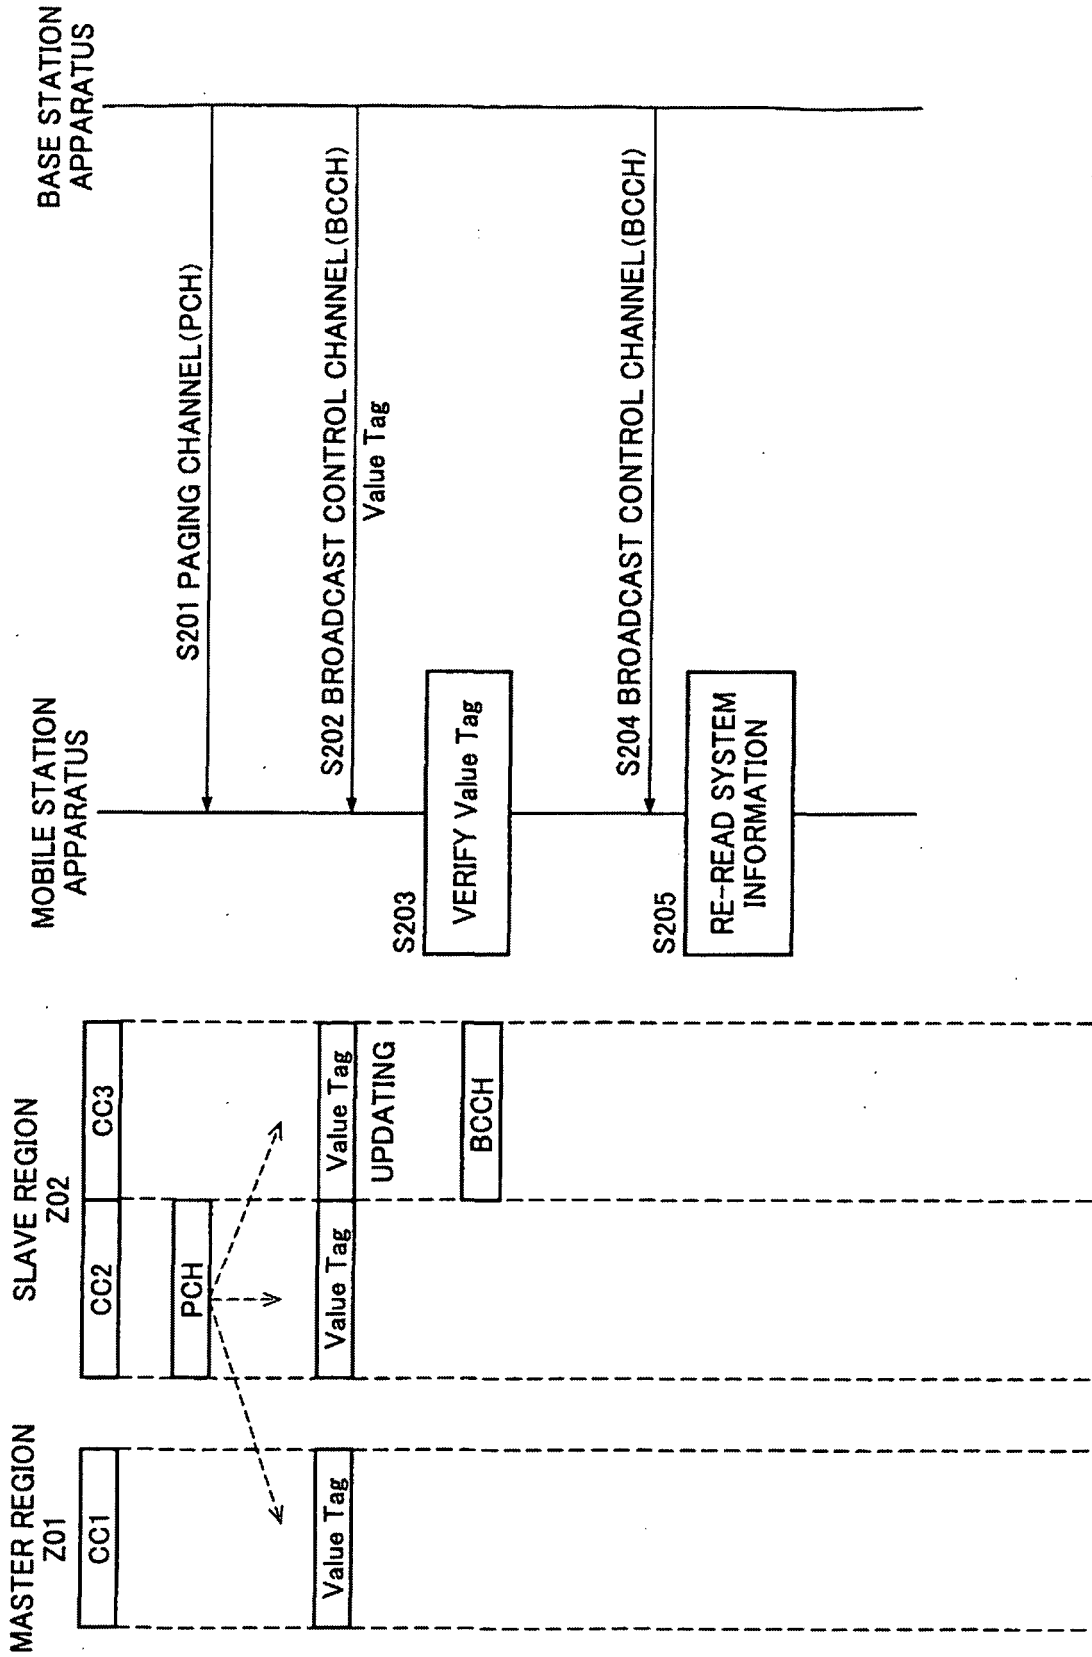 MASTER REGION
Z01
SLAVE REGION
Z02
MOBILE STATION
APPARATUS
BASE STATION
APPARATUS
CC1
CC2
CC3
PCH
S201 PAGING CHANNEL(PCH)
Value Tag
Value Tag
Value Tag
UPDATING
S202 BROADCAST CONTROL CHANNEL(BCCH)
Value Tag
S203
VERIFY Value Tag
BCCH
S204 BROADCAST CONTROL CHANNEL(BCCH)
S205
RE-READ SYSTEM
INFORMATION